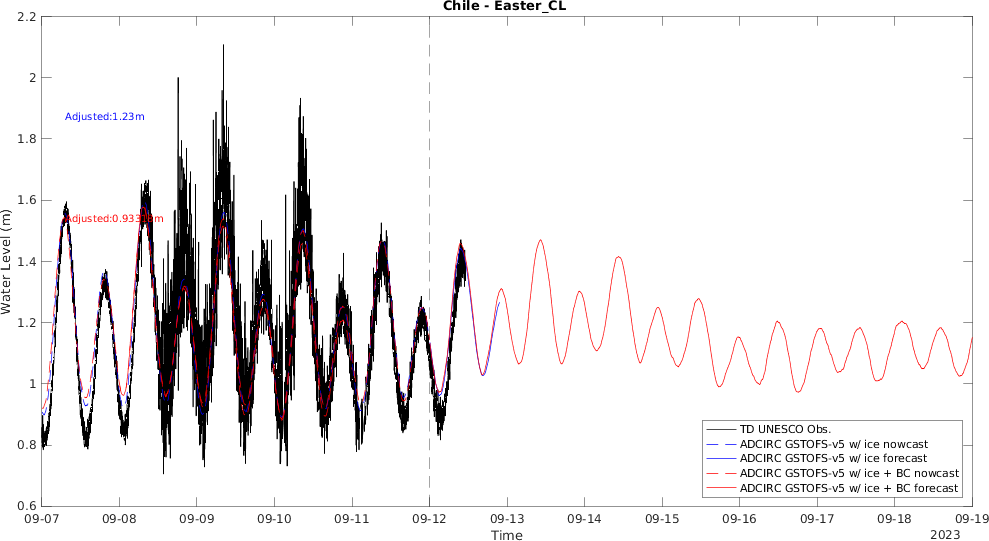 Chile - Easter_CL
2.2
2
1.8
1.6
1.4
1.2
1
0.8
0.6
Water Level (m)
Adjusted:1.23m
TD UNESCO Obs.
ADCIRC GSTOFS-v5 w/ ice nowcast
ADCIRC GSTOFS-v5 w/ ice forecast
ADCIRC GSTOFS-v5 w/ ice + BC nowcast
ADCIRC GSTOFS-v5 w/ ice + BC forecast
09-07 09-08 09-09 09-10 09-11 09-12 09-13 09-14 09-15 09-16 09-17 09-18 09-19
Time
2023